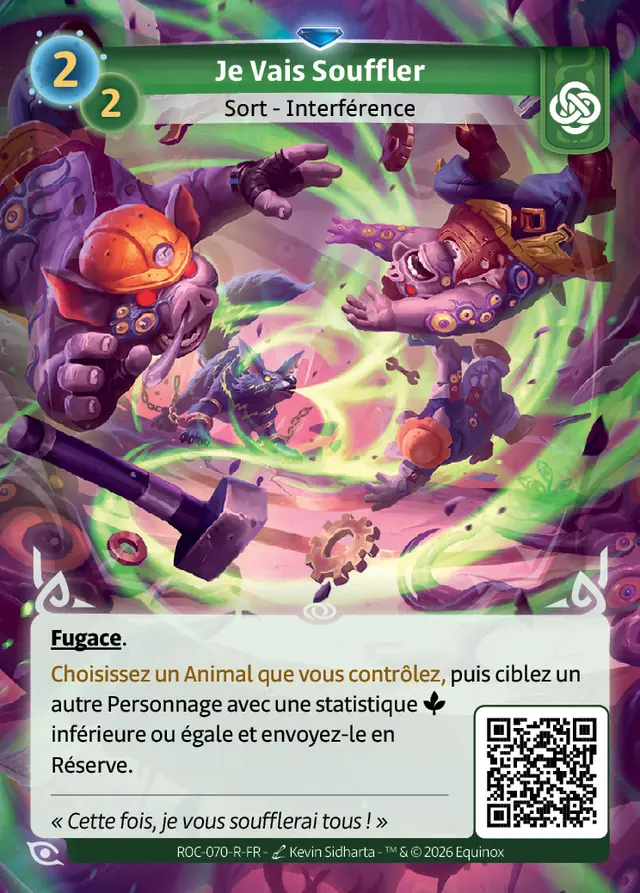 2
2
Je Vais Souffler
Sort - Interférence
Fugace.
Choisissez un Animal que vous contrôlez, puis ciblez un
autre Personnage avec une statistique
inférieure ou égale et envoyez-le en
Réserve.
« Cette fois, je vous soufflerai tous ! »
ROC-070-R-FR - Kevin Sidharta - ™ & © 2026 Equinox